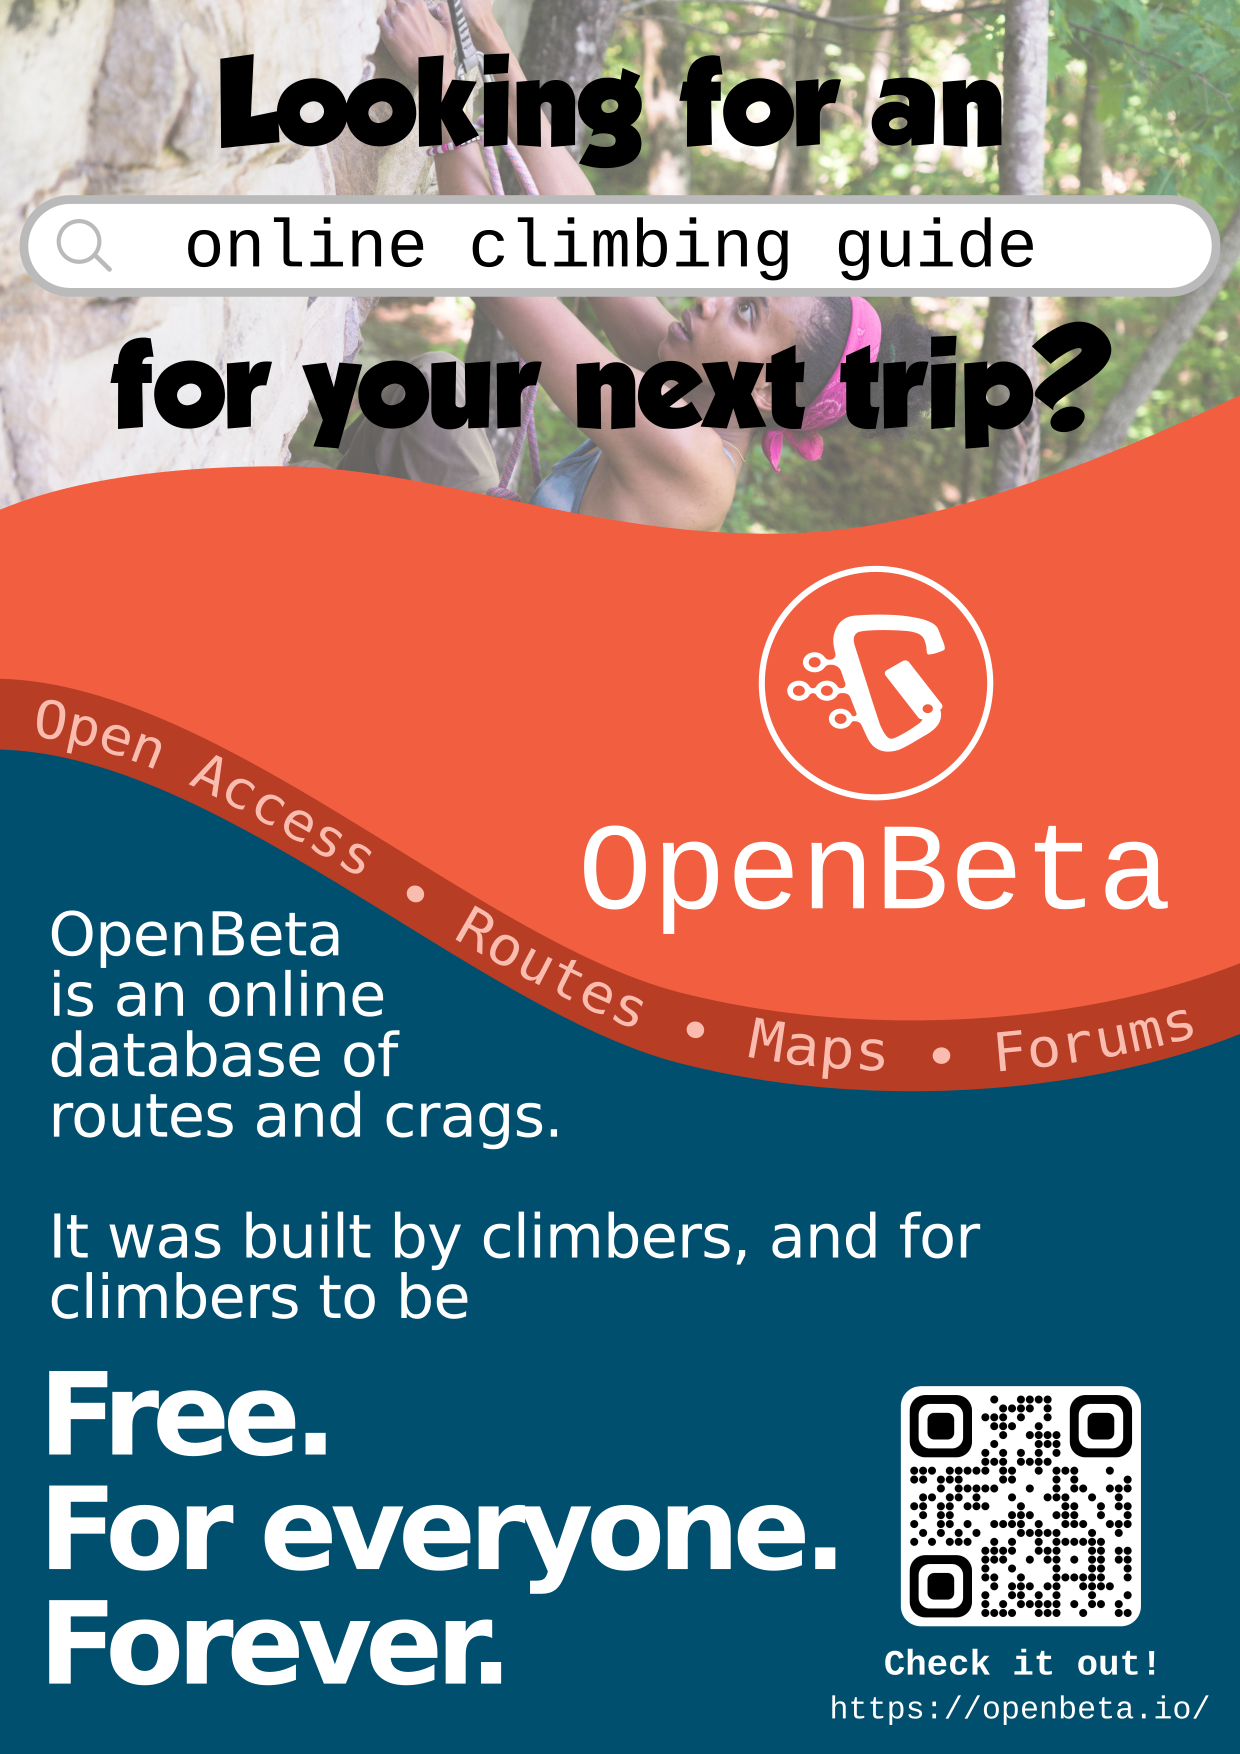 Looking for an
online climbing guide
for your next trip?
OpenBeta
Open Access • Routes • Maps • Forums
OpenBeta
is an online
database of
routes and crags.
It was built by climbers, and for
climbers to be
Free.
For everyone.
Forever.
Check it out!
https://openbeta.io/